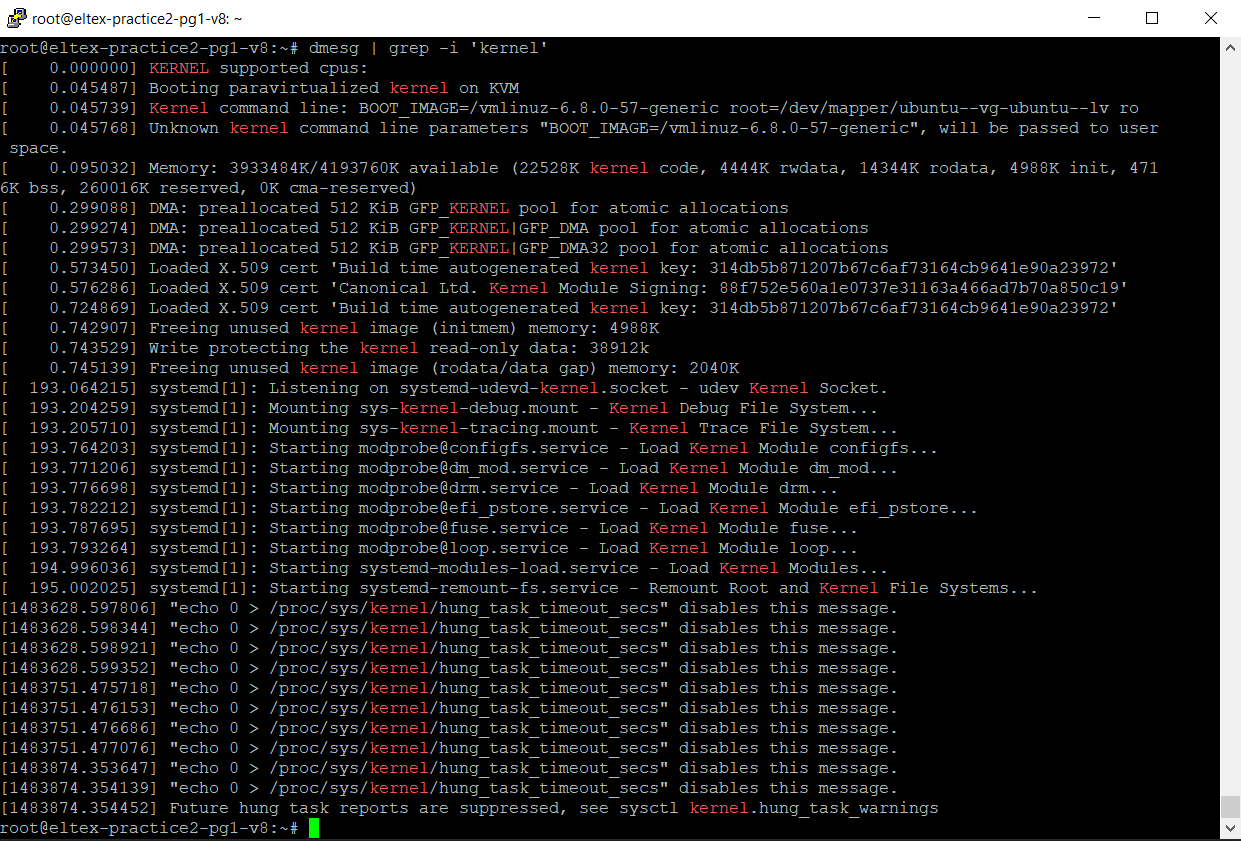 root@eltex-practice2-pg1-v8: ~
root@eltex-practice2-pg1-v8:~# dmesg | grep -i 'kernel'
[    0.000000] KERNEL supported cpus:
[    0.045487] Booting paravirtualized kernel on KVM
[    0.045739] Kernel command line: BOOT_IMAGE=/vmlinuz-6.8.0-57-generic root=/dev/mapper/ubuntu--vg-ubuntu--lv ro
[    0.045768] Unknown kernel command line parameters "BOOT_IMAGE=/vmlinuz-6.8.0-57-generic", will be passed to user
 space.
[    0.095032] Memory: 3933484K/4193760K available (22528K kernel code, 4444K rwdata, 14344K rodata, 4988K init, 471
6K bss, 260016K reserved, 0K cma-reserved)
[    0.299088] DMA: preallocated 512 KiB GFP_KERNEL pool for atomic allocations
[    0.299274] DMA: preallocated 512 KiB GFP_KERNEL|GFP_DMA pool for atomic allocations
[    0.299573] DMA: preallocated 512 KiB GFP_KERNEL|GFP_DMA32 pool for atomic allocations
[    0.573450] Loaded X.509 cert 'Build time autogenerated kernel key: 314db5b871207b67c6af73164cb9641e90a23972'
[    0.576286] Loaded X.509 cert 'Canonical Ltd. Kernel Module Signing: 88f752e560a1e0737e31163a466ad7b70a850c19'
[    0.724869] Loaded X.509 cert 'Build time autogenerated kernel key: 314db5b871207b67c6af73164cb9641e90a23972'
[    0.742907] Freeing unused kernel image (initmem) memory: 4988K
[    0.743529] Write protecting the kernel read-only data: 38912k
[    0.745139] Freeing unused kernel image (rodata/data gap) memory: 2040K
[  193.064215] systemd[1]: Listening on systemd-udevd-kernel.socket - udev Kernel Socket.
[  193.204259] systemd[1]: Mounting sys-kernel-debug.mount - Kernel Debug File System...
[  193.205710] systemd[1]: Mounting sys-kernel-tracing.mount - Kernel Trace File System...
[  193.764203] systemd[1]: Starting modprobe@configfs.service - Load Kernel Module configfs...
[  193.771206] systemd[1]: Starting modprobe@dm_mod.service - Load Kernel Module dm_mod...
[  193.776698] systemd[1]: Starting modprobe@drm.service - Load Kernel Module drm...
[  193.782212] systemd[1]: Starting modprobe@efi_pstore.service - Load Kernel Module efi_pstore...
[  193.787695] systemd[1]: Starting modprobe@fuse.service - Load Kernel Module fuse...
[  193.793264] systemd[1]: Starting modprobe@loop.service - Load Kernel Module loop...
[  194.996036] systemd[1]: Starting systemd-modules-load.service - Load Kernel Modules...
[  195.002025] systemd[1]: Starting systemd-remount-fs.service - Remount Root and Kernel File Systems...
[1483628.597806] "echo 0 > /proc/sys/kernel/hung_task_timeout_secs" disables this message.
[1483628.598344] "echo 0 > /proc/sys/kernel/hung_task_timeout_secs" disables this message.
[1483628.598921] "echo 0 > /proc/sys/kernel/hung_task_timeout_secs" disables this message.
[1483628.599352] "echo 0 > /proc/sys/kernel/hung_task_timeout_secs" disables this message.
[1483751.475718] "echo 0 > /proc/sys/kernel/hung_task_timeout_secs" disables this message.
[1483751.476153] "echo 0 > /proc/sys/kernel/hung_task_timeout_secs" disables this message.
[1483751.476686] "echo 0 > /proc/sys/kernel/hung_task_timeout_secs" disables this message.
[1483751.477076] "echo 0 > /proc/sys/kernel/hung_task_timeout_secs" disables this message.
[1483874.353647] "echo 0 > /proc/sys/kernel/hung_task_timeout_secs" disables this message.
[1483874.354139] "echo 0 > /proc/sys/kernel/hung_task_timeout_secs" disables this message.
[1483874.354452] Future hung task reports are suppressed, see sysctl kernel.hung_task_warnings
root@eltex-practice2-pg1-v8:~#